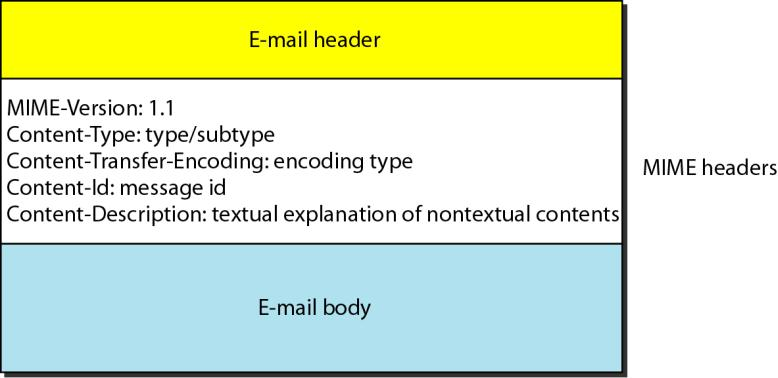 E-mail header
MIME-Version: 1.1
Content-Type: type/subtype
Content-Transfer-Encoding: encoding type
Content-Id: message id
Content-Description: textual explanation of nontextual contents
MIME headers
E-mail body